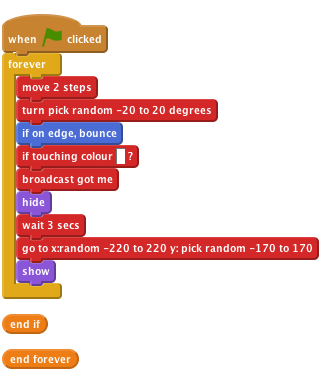 when clicked
forever
move 2 steps
turn pick random -20 to 20 degrees
if on edge, bounce
if touching colour ?
broadcast got me
hide
wait 3 secs
go to x:random -220 to 220 y: pick random -170 to 170
show
end if
end forever